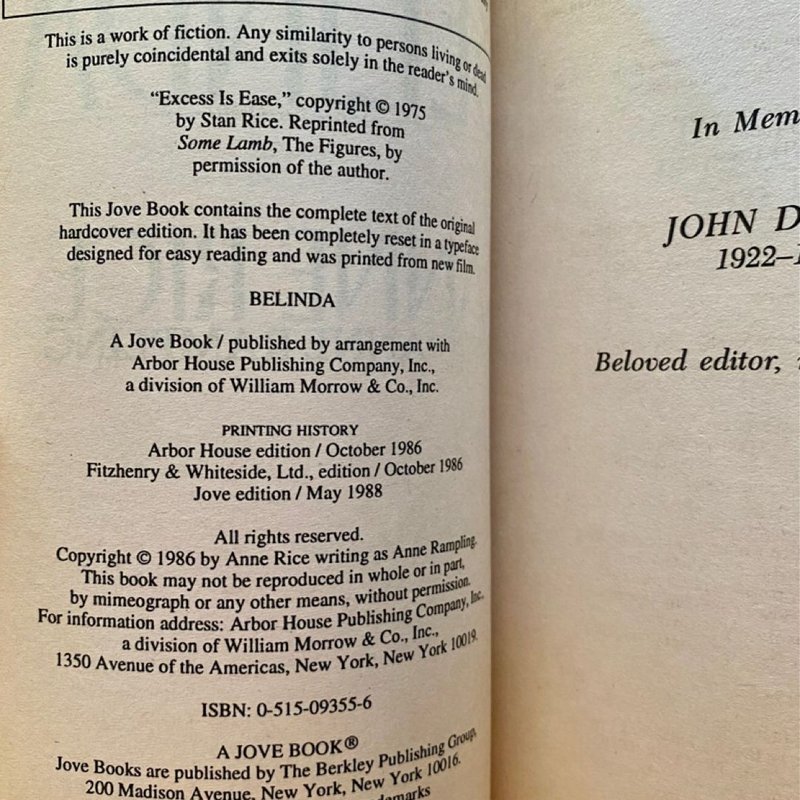 This is a work of fiction. Any similarity to persons living or dead
is purely coincidental and exits solely in the reader's mind.
"Excess Is Ease," copyright © 1975
by Stan Rice. Reprinted from
Some Lamb, The Figures, by
permission of the author.
This Jove Book contains the complete text of the original
hardcover edition. It has been completely reset in a typeface
designed for easy reading and was printed from new film.
BELINDA
A Jove Book / published by arrangement with
Arbor House Publishing Company, Inc.,
a division of William Morrow & Co., Inc.
PRINTING HISTORY
Arbor House edition / October 1986
Fitzhenry & Whiteside, Ltd., edition / October 1986
Jove edition / May 1988
All rights reserved.
Copyright © 1986 by Anne Rice writing as Anne Rampling.
This book may not be reproduced in whole or in part,
by mimeograph or any other means, without permission.
For information address: Arbor House Publishing Company, Inc.
a division of William Morrow & Co., Inc.,
1350 Avenue of the Americas, New York, New York 10019.
ISBN: 0-515-09355-6
A JOVE BOOK®
Jove Books are published by The Berkley Publishing Group,
200 Madison Avenue, New York, New York 10016.
In Mem
JOHN D
1922–1
Beloved editor,